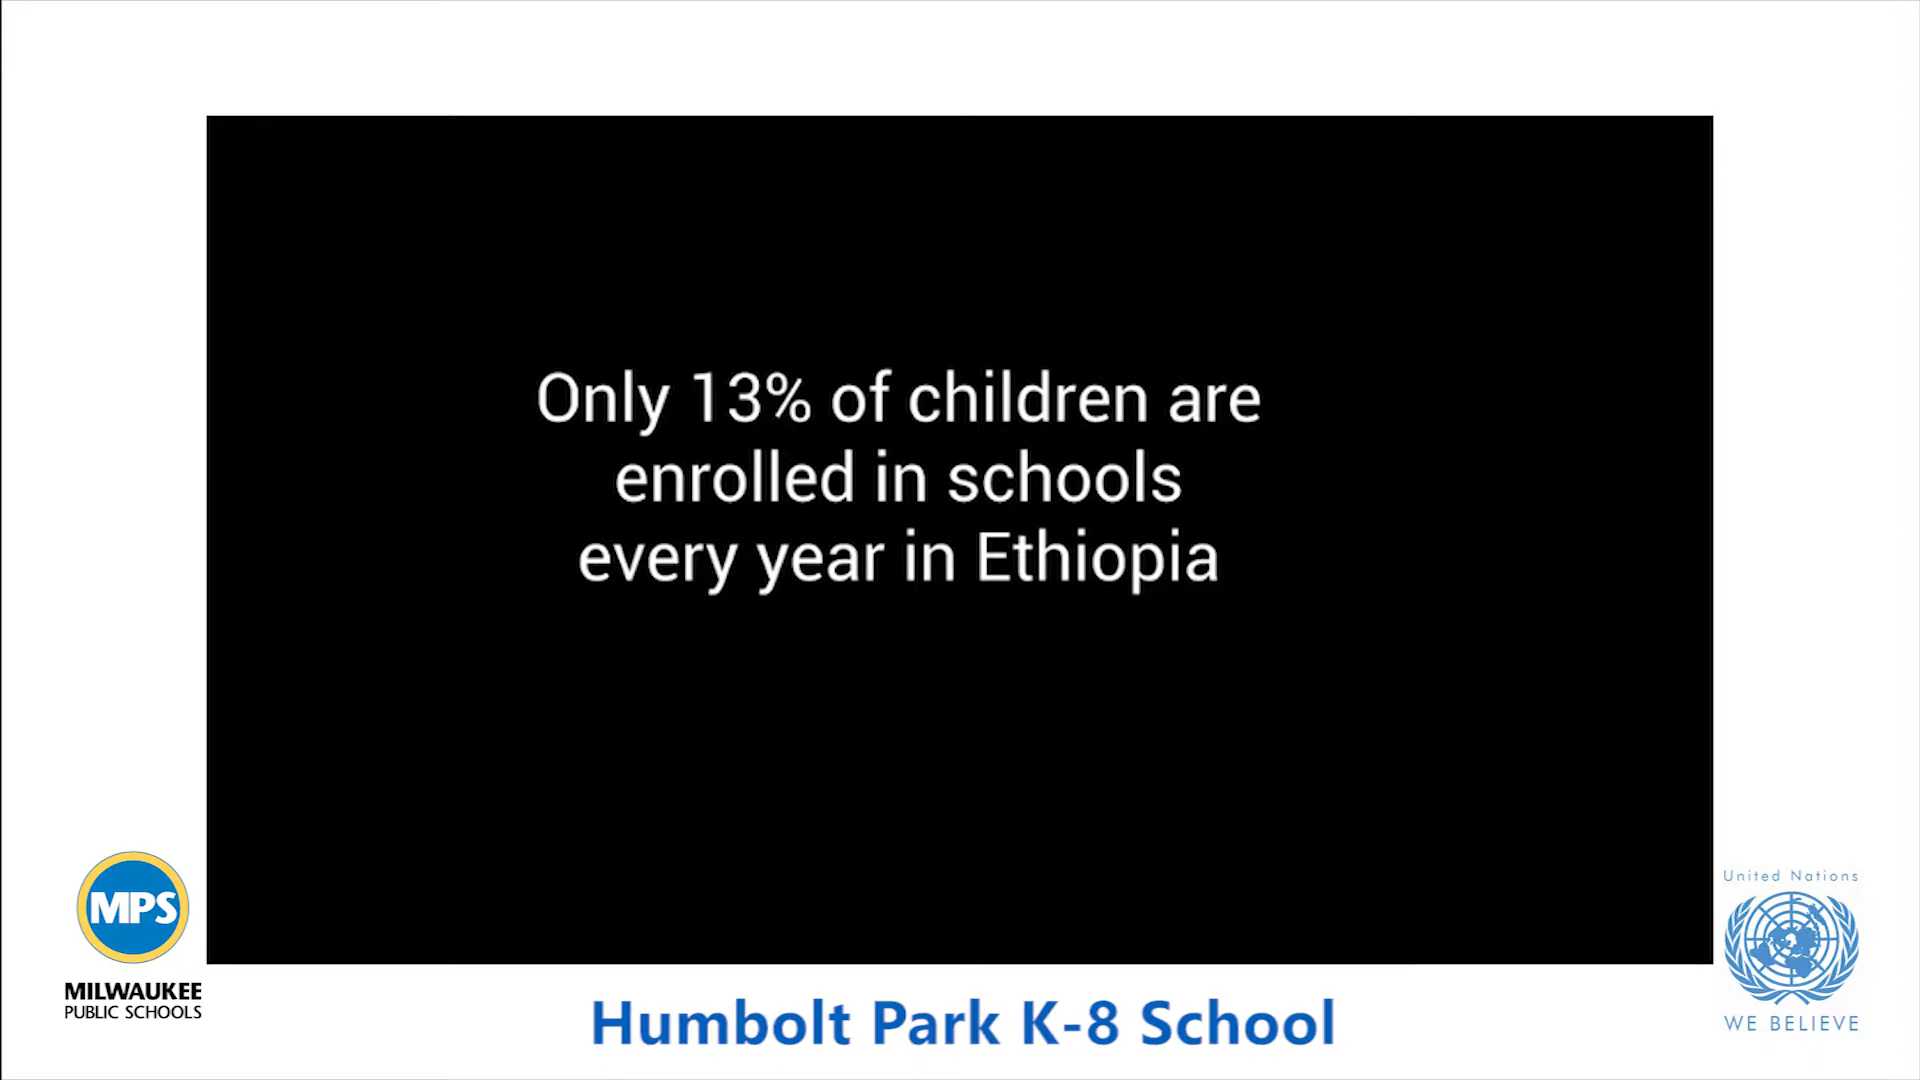 Only 13% of children are
enrolled in schools
every year in Ethiopia
MPS
MILWAUKEE
PUBLIC SCHOOLS
United Nations
WE BELIEVE
Humbolt Park K-8 School